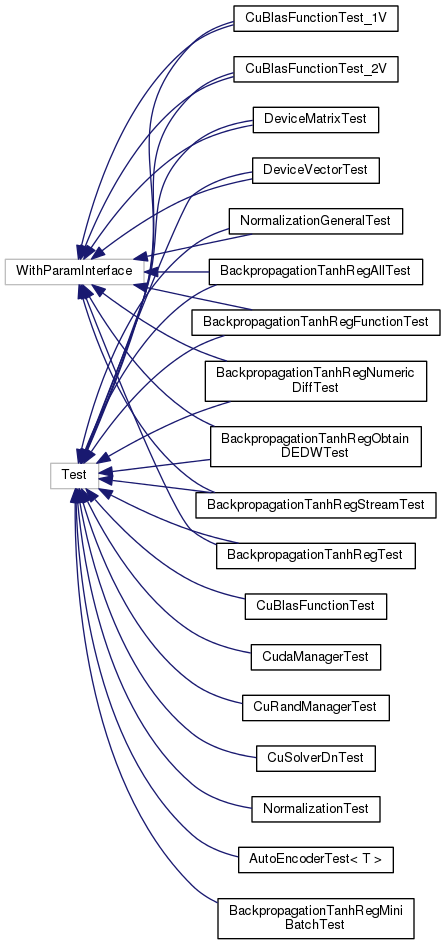 CuBlasFunctionTest_1V
CuBlasFunctionTest_2V
DeviceMatrixTest
DeviceVectorTest
NormalizationGeneralTest
WithParamInterface
BackpropagationTanhRegAllTest
BackpropagationTanhRegFunctionTest
BackpropagationTanhRegNumeric
DiffTest
BackpropagationTanhRegObtain
DEDWTest
Test
BackpropagationTanhRegStreamTest
BackpropagationTanhRegTest
CuBlasFunctionTest
CudaManagerTest
CuRandManagerTest
CuSolverDnTest
NormalizationTest
AutoEncoderTest< T >
BackpropagationTanhRegMini
BatchTest